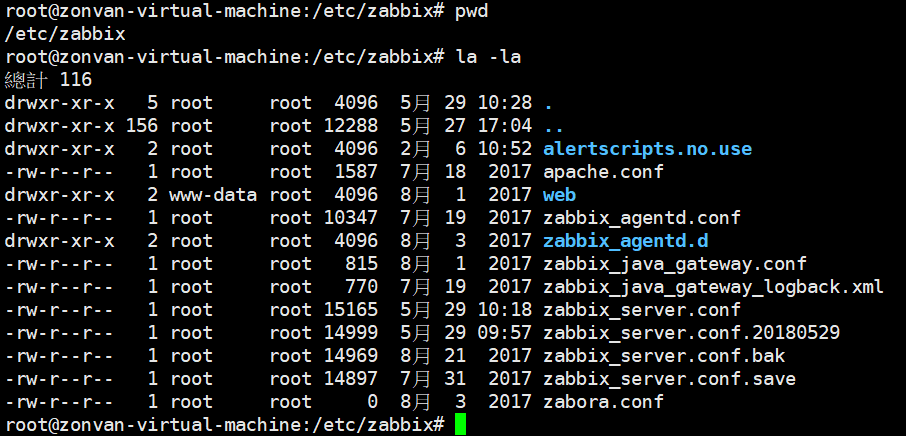 root@zonvan-virtual-machine:/etc/zabbix# pwd
/etc/zabbix
root@zonvan-virtual-machine:/etc/zabbix# la -la
總計 116
drwxr-xr-x   5 root     root  4096  5月 29 10:28 .
drwxr-xr-x 156 root     root 12288  5月 27 17:04 ..
drwxr-xr-x   2 root     root  4096  2月  6 10:52 alertscripts.no.use
-rw-r--r--   1 root     root  1587  7月 18  2017 apache.conf
drwxr-xr-x   2 www-data root  4096  8月  1  2017 web
-rw-r--r--   1 root     root 10347  7月 19  2017 zabbix_agentd.conf
drwxr-xr-x   2 root     root  4096  8月  3  2017 zabbix_agentd.d
-rw-r--r--   1 root     root   815  8月  1  2017 zabbix_java_gateway.conf
-rw-r--r--   1 root     root   770  7月 19  2017 zabbix_java_gateway_logback.xml
-rw-r--r--   1 root     root 15165  5月 29 10:18 zabbix_server.conf
-rw-r--r--   1 root     root 14999  5月 29 09:57 zabbix_server.conf.20180529
-rw-r--r--   1 root     root 14969  8月 21  2017 zabbix_server.conf.bak
-rw-r--r--   1 root     root 14897  7月 31  2017 zabbix_server.conf.save
-rw-r--r--   1 root     root     0  8月  3  2017 zabora.conf
root@zonvan-virtual-machine:/etc/zabbix#